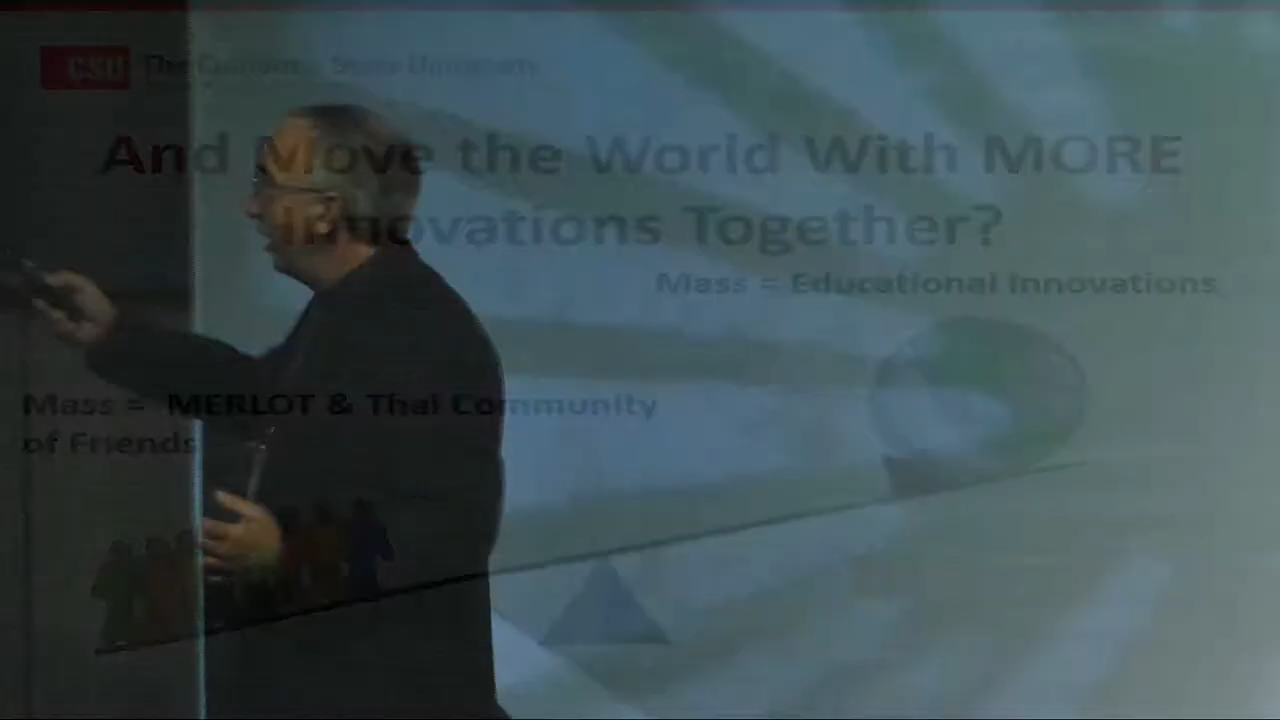 CSU The California State University
And Move the World With MORE
Innovations Together?
Mass = Educational Innovations
Mass = MERLOT & Thai Community
of Friends